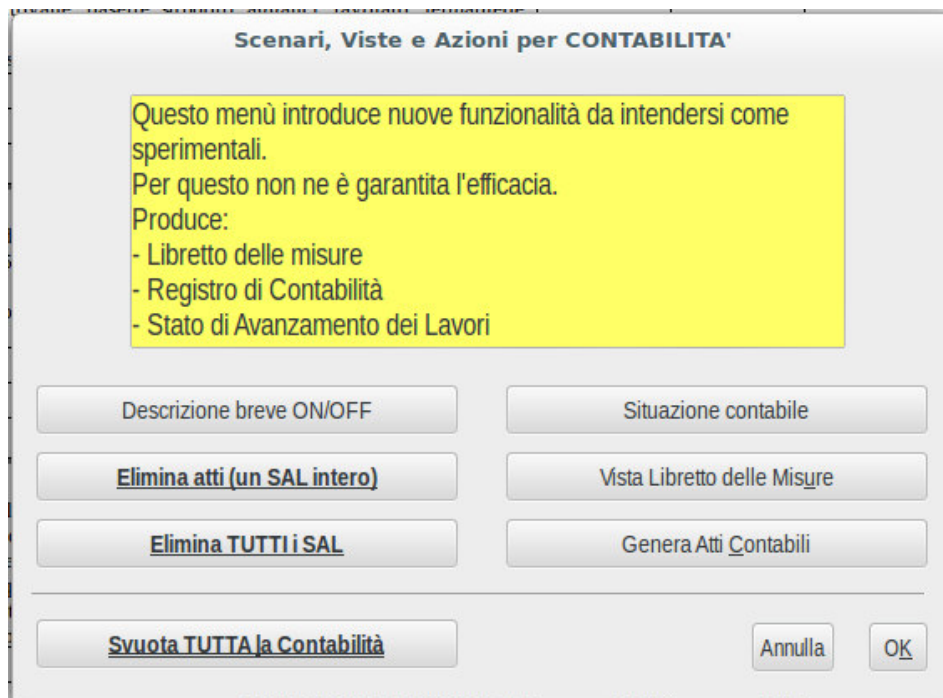 Scenari, Viste e Azioni per CONTABILITA'
Questo menù introduce nuove funzionalità da intendersi come
sperimentali.
Per questo non ne è garantita l'efficacia.
Produce:
- Libretto delle misure
- Registro di Contabilità
- Stato di Avanzamento dei Lavori
Descrizione breve ON/OFF
Situazione contabile
Elimina atti (un SAL intero)
Vista Libretto delle Misure
Elimina TUTTI i SAL
Genera Atti Contabili
Svuota TUTTA la Contabilità
Annulla
OK